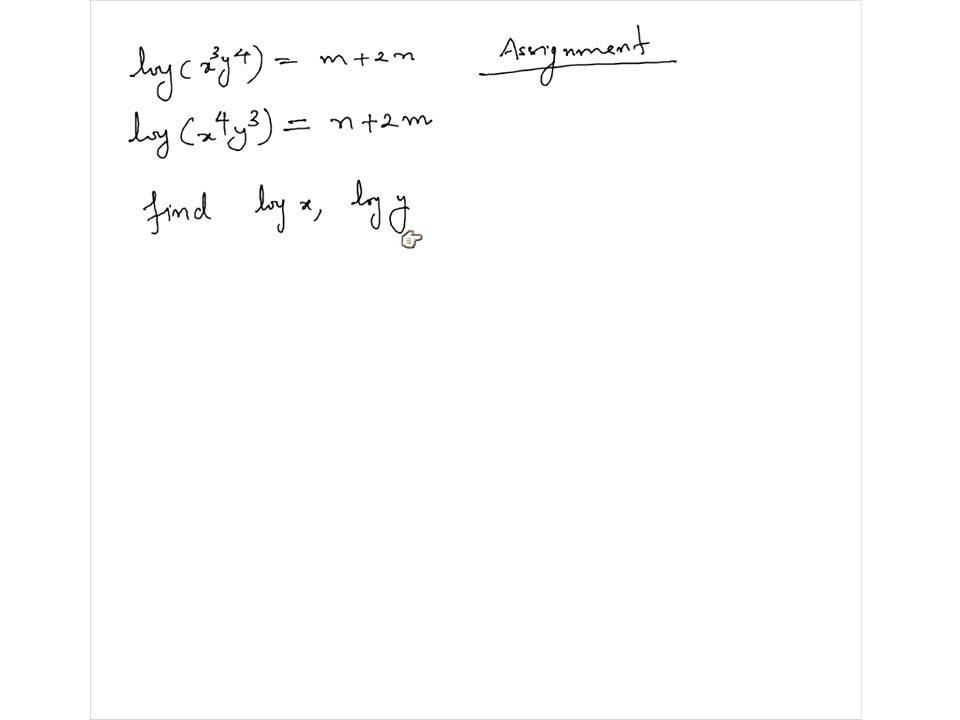 log(x³y⁴) = m+2n
Assignment
log(x⁴y³) = n+2m
find log x, log y